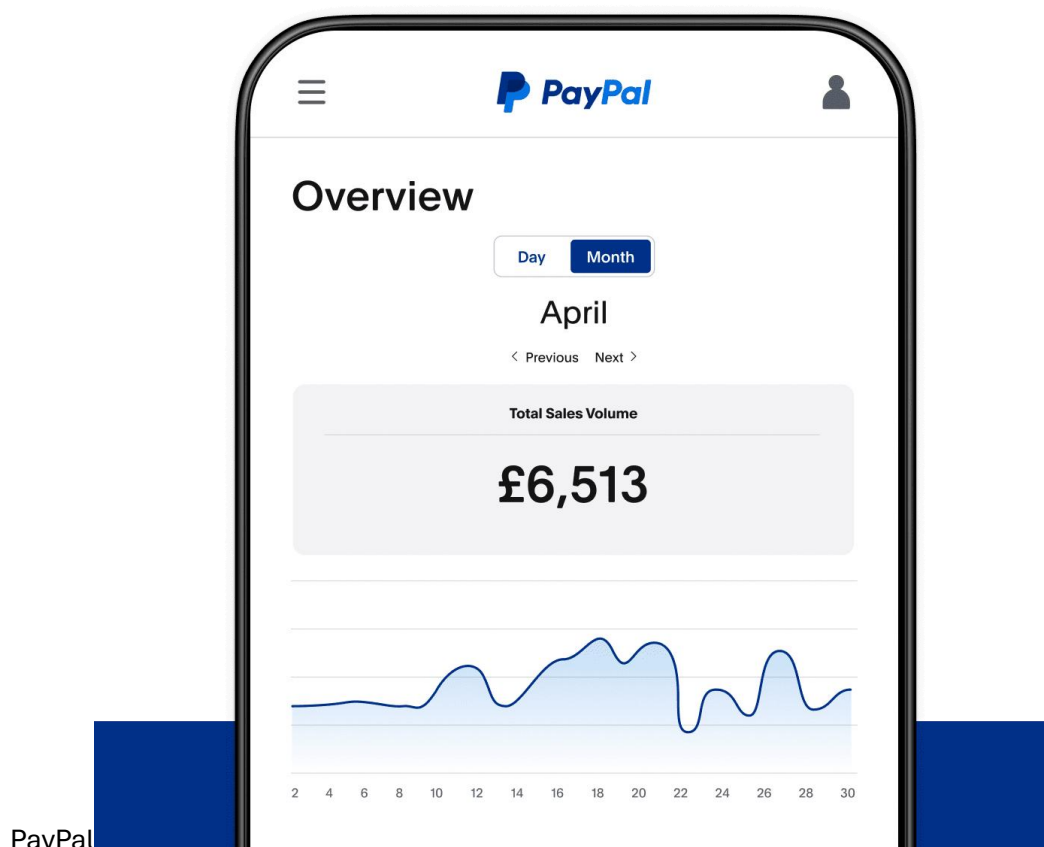 PayPal
Overview
Day Month
April
< Previous Next >
Total Sales Volume
£6,513
2 4 6 8 10 12 14 16 18 20 22 24 26 28 30
PayPal